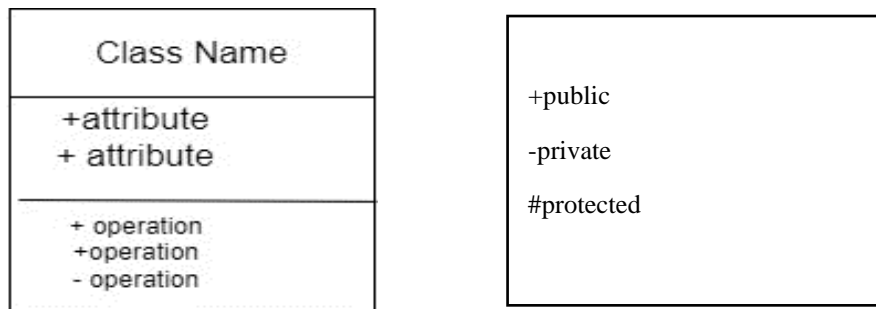 Class Name
+attribute
+ attribute
+ operation
+operation
- operation
+public
-private
#protected